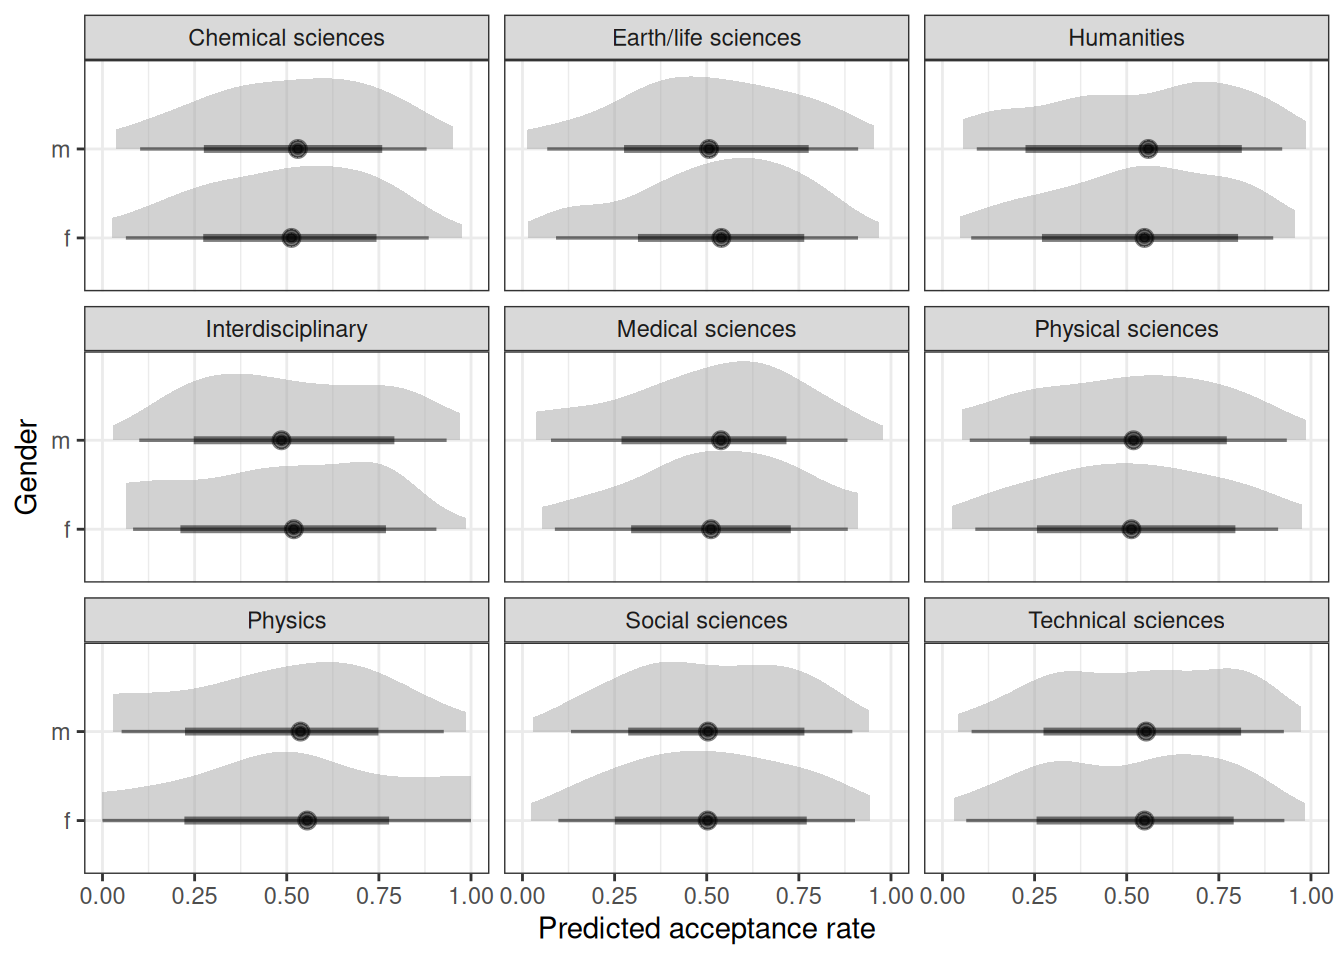 Chemical sciences Earth/life sciences Humanities
m
f
Interdisciplinary Medical sciences Physical sciences
m
f
Physics Social sciences Technical sciences
m
f
Gender
0.00 0.25 0.50 0.75 1.00 0.00 0.25 0.50 0.75 1.00 0.00 0.25 0.50 0.75 1.00
Predicted acceptance rate